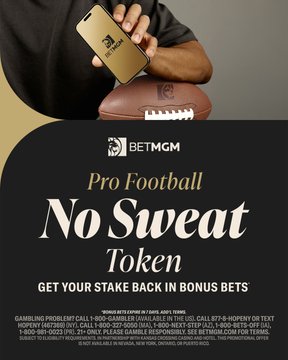 BETMGM
BETMGM
Pro Football
No Sweat
Token
GET YOUR STAKE BACK IN BONUS BETS*
*BONUS BETS EXPIRE IN 7 DAYS. ADD'L TERMS.
GAMBLING PROBLEM? CALL 1-800-GAMBLER (AVAILABLE IN THE US). CALL 877-8-HOPENY OR TEXT
HOPENY (467369) (NY). CALL 1-800-327-5050 (MA), 1-800-NEXT-STEP (AZ), 1-800-BETS-OFF (IA),
1-800-981-0023 (PR). 21+ ONLY. PLEASE GAMBLE RESPONSIBLY. SEE BETMGM.COM FOR TERMS.
SUBJECT TO ELIGIBILITY REQUIREMENTS. IN PARTNERSHIP WITH KANSAS CROSSING CASINO AND HOTEL. THIS PROMOTIONAL OFFER
IS NOT AVAILABLE IN NEVADA, NEW YORK, ONTARIO, OR PUERTO RICO.